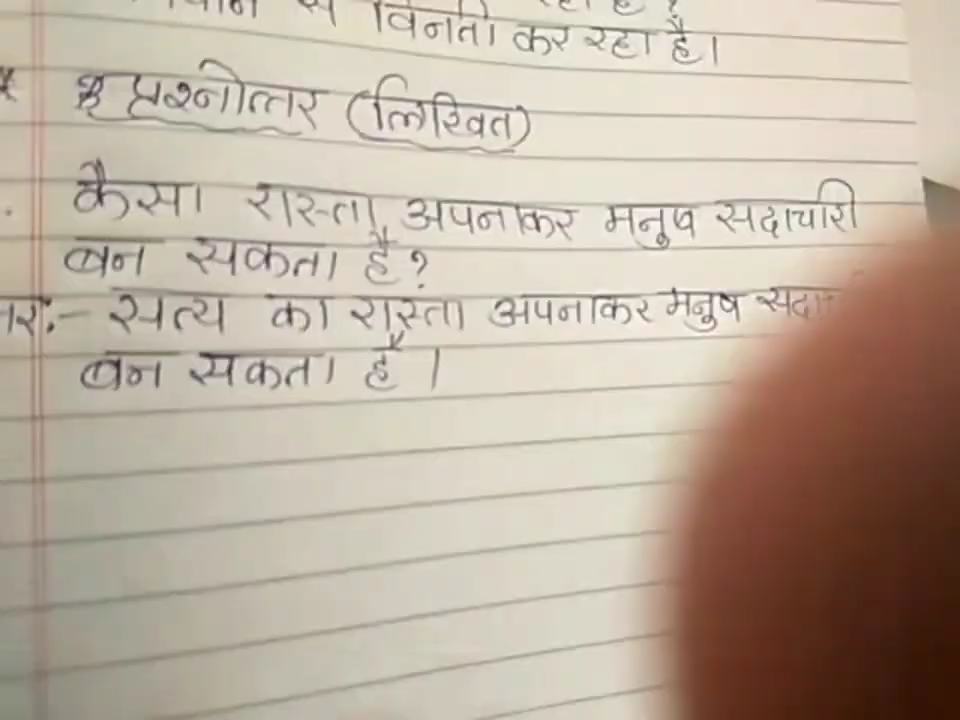 से विनती कर रहा है।
प्रश्नोत्तर (लिखित)
कैसा रास्ता अपनाकर मनुष सदाचारी
बन सकता है?
सत्य का रास्ता अपनाकर मनुष
बन सकता है।